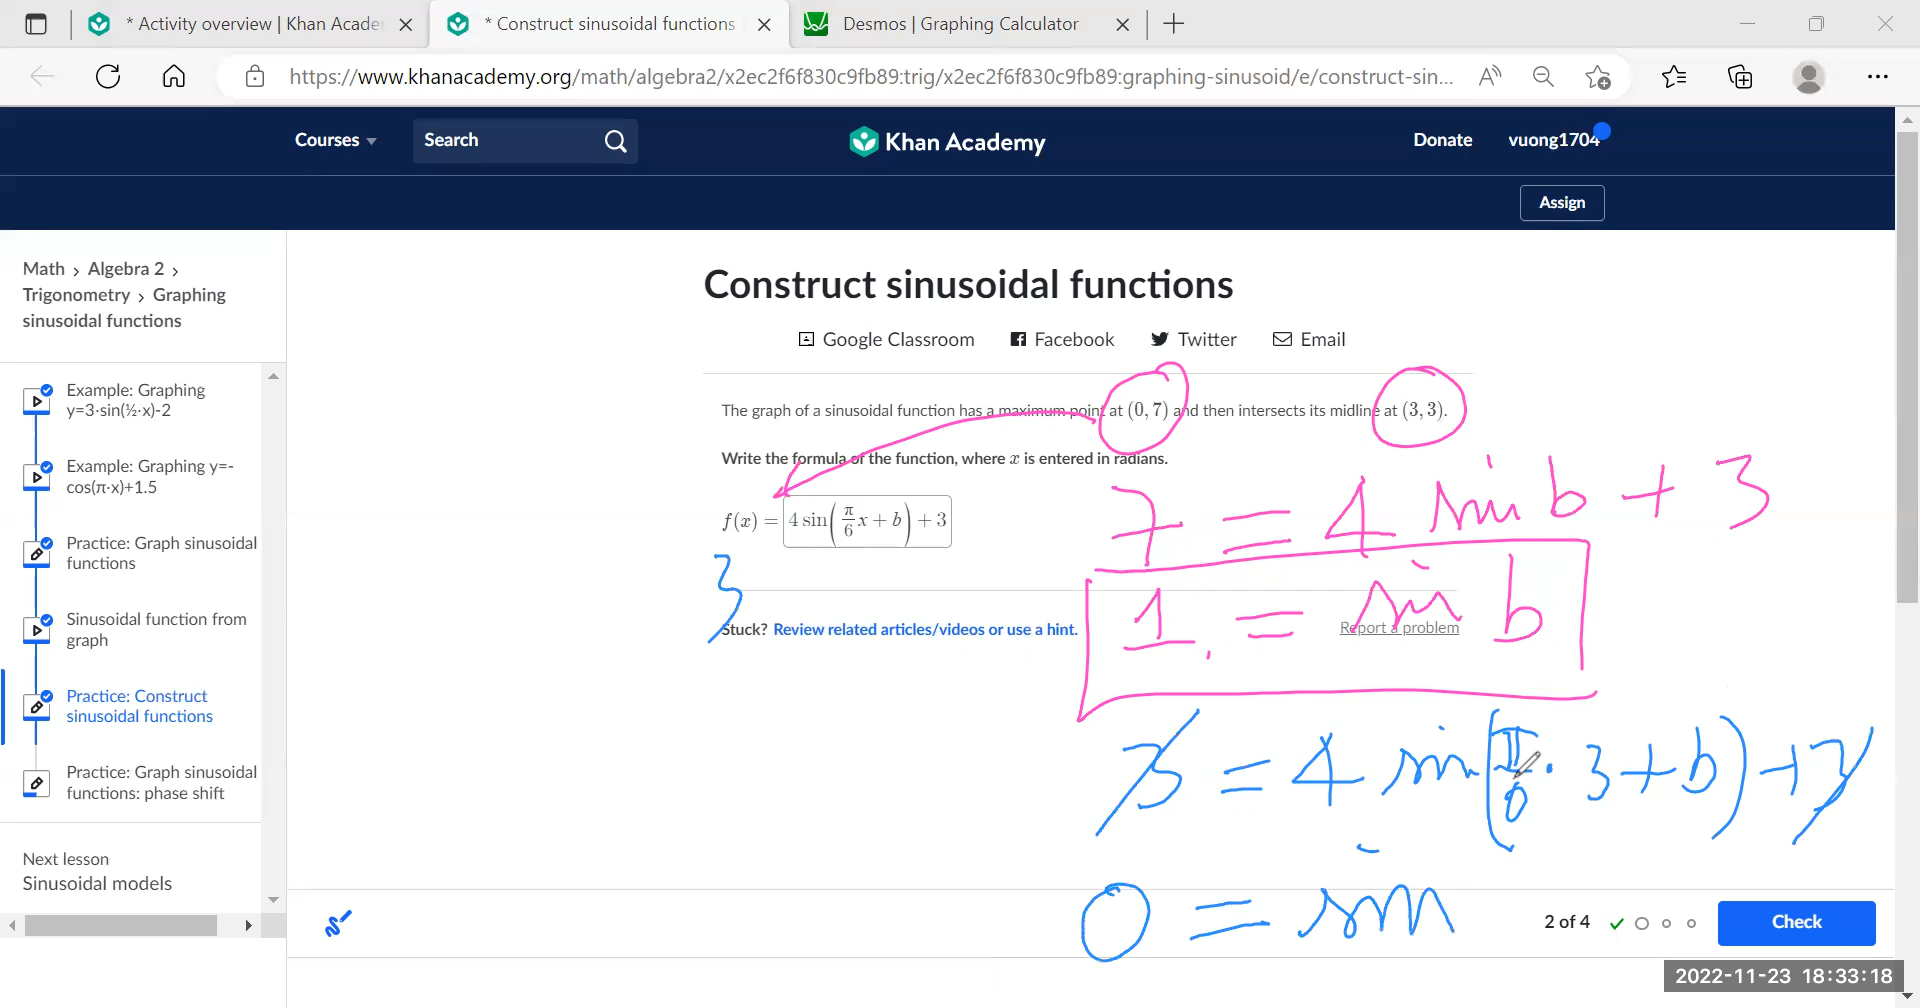 * Activity overview | Khan Acade
* Construct sinusoidal functions
Desmos | Graphing Calculator
https://www.khanacademy.org/math/algebra2/x2ec2f6f830c9fb89:trig/x2ec2f6f830c9fb89:graphing-sinusoid/e/construct-sin...
Courses
Search
Khan Academy
Donate
vuong1704
Assign
Math › Algebra 2 ›
Trigonometry › Graphing
sinusoidal functions
Example: Graphing
y=3·sin(½·x)-2
Example: Graphing y=-
cos(π·x)+1.5
Practice: Graph sinusoidal
functions
Sinusoidal function from
graph
Practice: Construct
sinusoidal functions
Practice: Graph sinusoidal
functions: phase shift
Next lesson
Sinusoidal models
Construct sinusoidal functions
Google Classroom
Facebook
Twitter
Email
The graph of a sinusoidal function has a maximum point at (0, 7) and then intersects its midline at (3, 3).
Write the formula of the function, where x is entered in radians.
f(x) = 4 sin(π/6 x + b) + 3
7 = 4 sin b + 3
3
1 = sin b
Stuck? Review related articles/videos or use a hint.
Report a problem
3 = 4 sin(π/6 · 3 + b) + 3
0 = sin
2 of 4
Check
2022-11-23 18:33:18